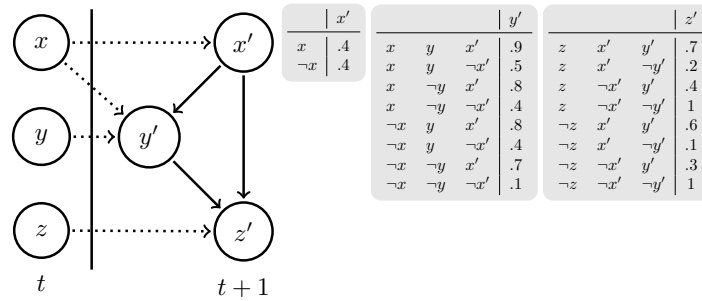 x
x′
y
y′
z
z′
t
t + 1
x′
x .4
¬x .4
y′
x y x′ .9
x y ¬x′ .5
x ¬y x′ .8
x ¬y ¬x′ .4
¬x y x′ .8
¬x y ¬x′ .4
¬x ¬y x′ .7
¬x ¬y ¬x′ .1
z′
z x′ y′ .7
z x′ ¬y′ .2
z ¬x′ y′ .4
z ¬x′ ¬y′ 1
¬z x′ y′ .6
¬z x′ ¬y′ .1
¬z ¬x′ y′ .3
¬z ¬x′ ¬y′ 1